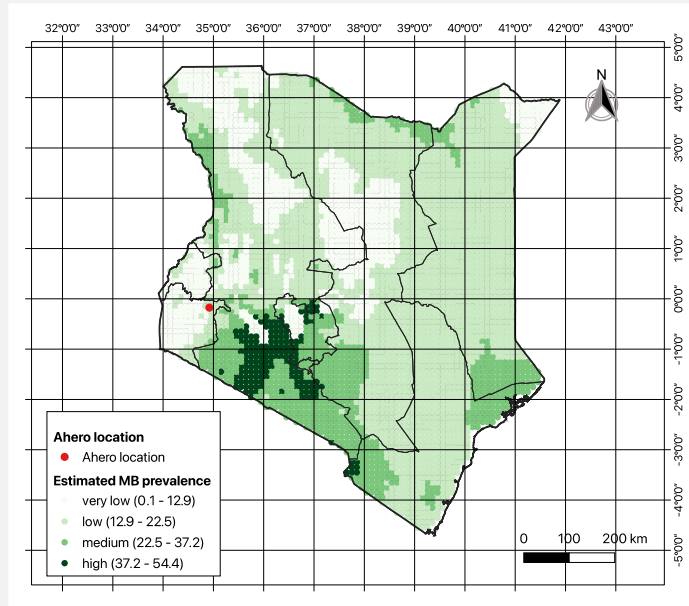 32°0'0" 33°0'0" 34°0'0" 35°0'0" 36°0'0" 37°0'0" 38°0'0" 39°0'0" 40°0'0" 41°0'0" 42°0'0" 43°0'0"
5°0'0"
N
4°0'0"
3°0'0"
2°0'0"
1°0'0"
0°0'0"
-1°0'0"
-2°0'0"
-3°0'0"
-4°0'0"
-5°0'0"
Ahero location
Ahero location
Estimated MB prevalence
very low (0.1 - 12.9)
low (12.9 - 22.5)
medium (22.5 - 37.2)
high (37.2 - 54.4)
0 100 200 km